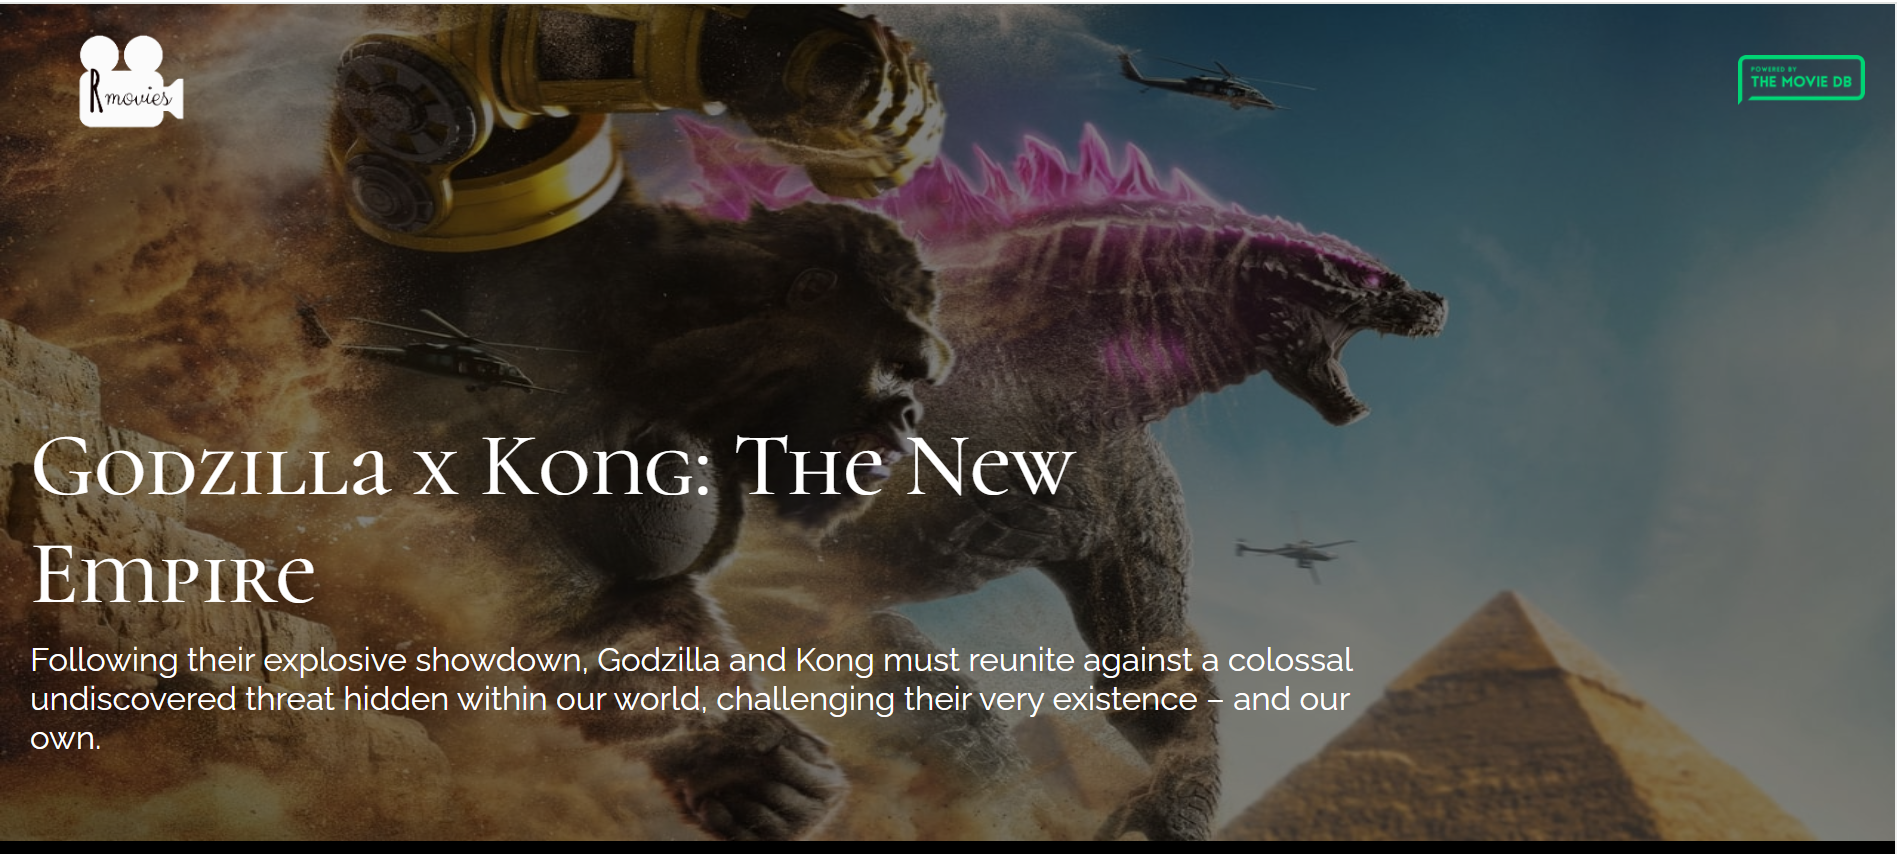 Rmovies
POWERED BY
THE MOVIE DB
Godzilla x Kong: The New
Empire
Following their explosive showdown, Godzilla and Kong must reunite against a colossal
undiscovered threat hidden within our world, challenging their very existence – and our
own.